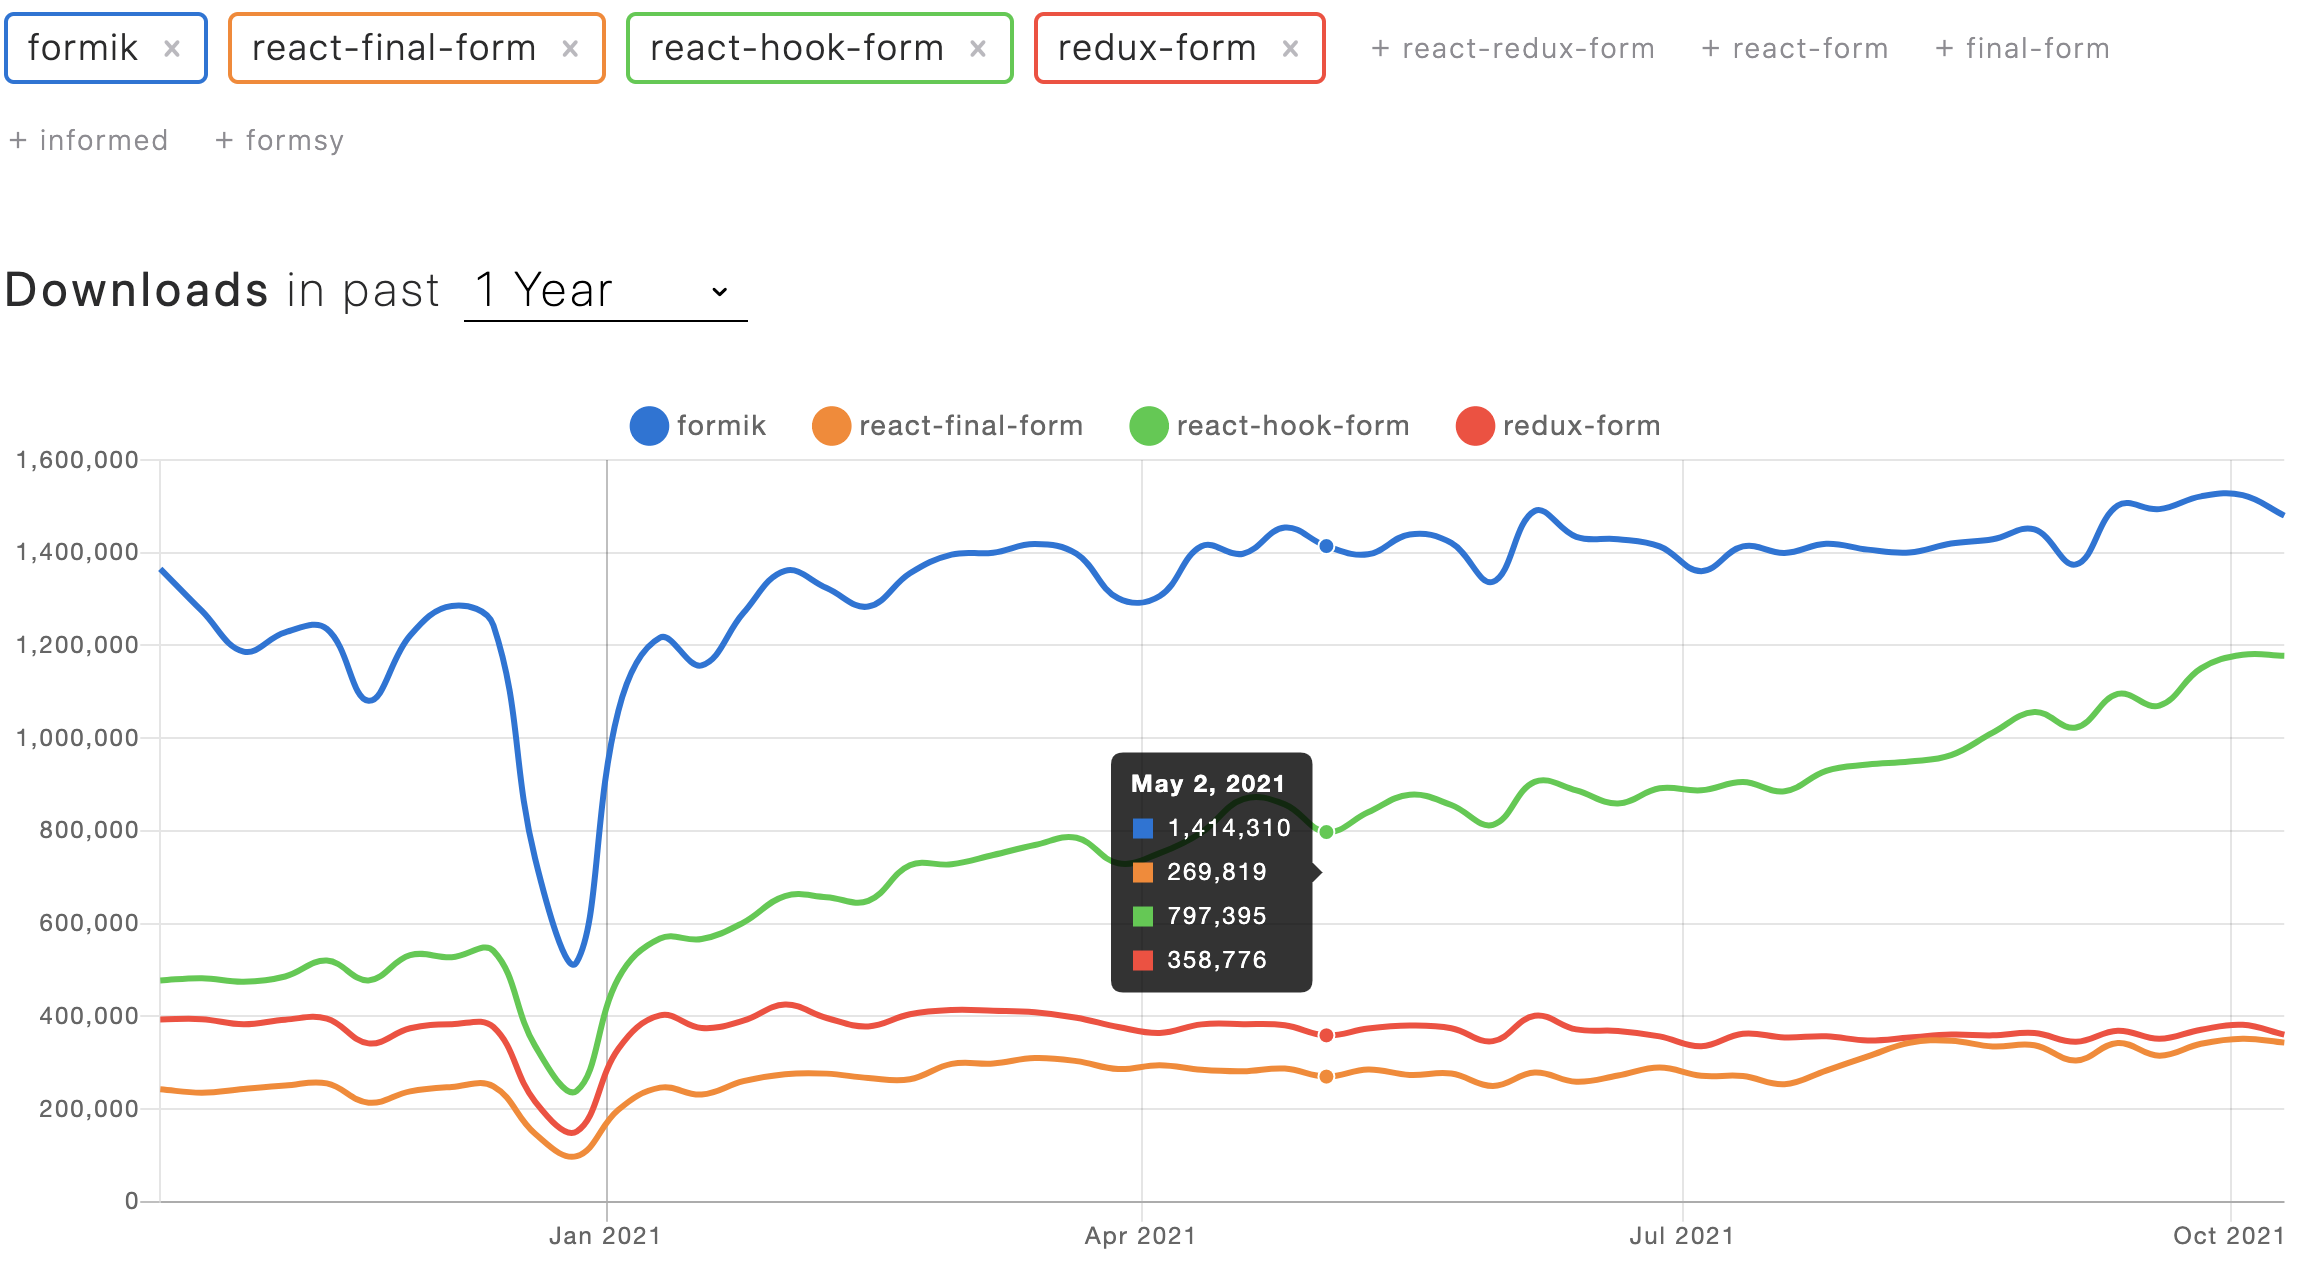 formik × react-final-form × react-hook-form × redux-form × + react-redux-form + react-form + final-form
+ informed + formsy
Downloads in past 1 Year
formik react-final-form react-hook-form redux-form
1,600,000
1,400,000
1,200,000
1,000,000
800,000
600,000
400,000
200,000
0
May 2, 2021
1,414,310
269,819
797,395
358,776
Jan 2021 Apr 2021 Jul 2021 Oct 2021